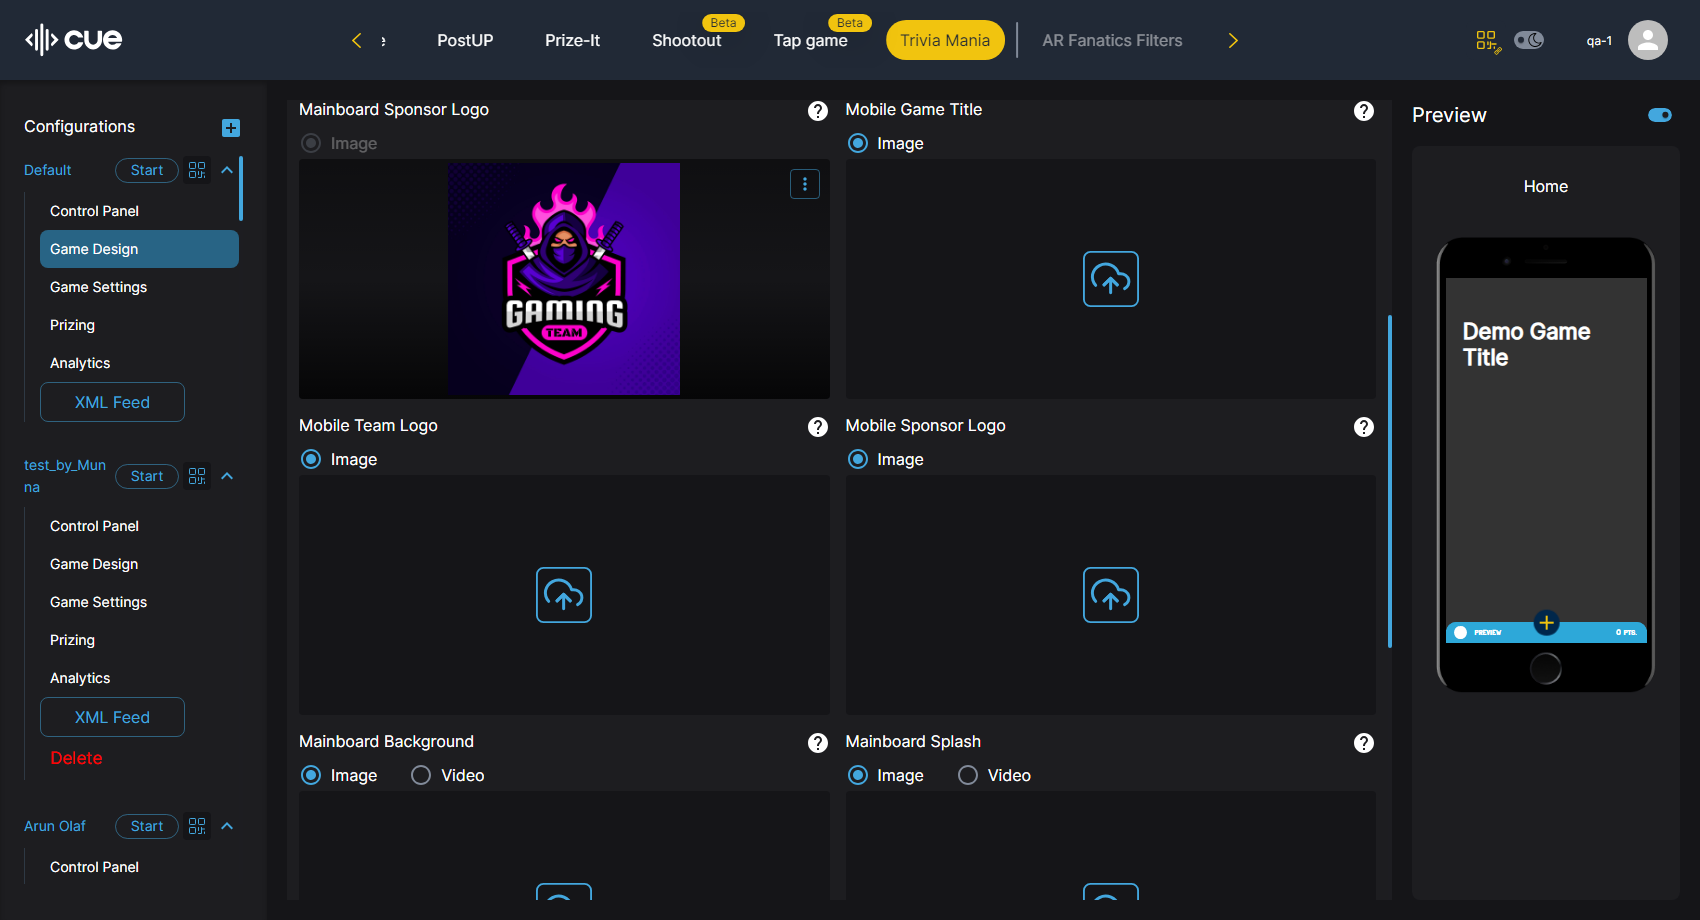 cue
PostUP
Prize-It
Beta
Shootout
Beta
Tap game
Trivia Mania
AR Fanatics Filters
qa-1
Configurations
Default
Start
Control Panel
Game Design
Game Settings
Prizing
Analytics
XML Feed
test_by_Mun
na
Start
Control Panel
Game Design
Game Settings
Prizing
Analytics
XML Feed
Delete
Arun Olaf
Start
Control Panel
Mainboard Sponsor Logo
Image
GAMING
TEAM
Mobile Game Title
Image
Mobile Team Logo
Image
Mobile Sponsor Logo
Image
Mainboard Background
Image Video
Mainboard Splash
Image Video
Preview
Home
Demo Game
Title
PREVIEW
0 PTS.